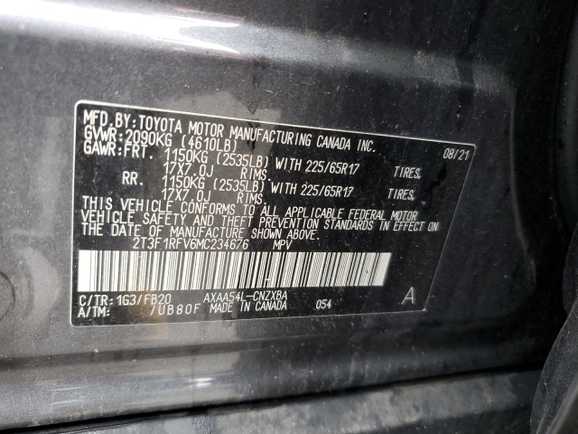 MFD.BY:TOYOTA MOTOR MANUFACTURING CANADA INC.
GVWR:2090KG (4610LB) 08/21
GAWR:FRT. 1150KG (2535LB) WITH 225/65R17 TIRES,
17X7.0J RIMS,
RR. 1150KG (2535LB) WITH 225/65R17 TIRES,
17X7.0J RIMS,
THIS VEHICLE CONFORMS TO ALL APPLICABLE FEDERAL MOTOR
VEHICLE SAFETY AND THEFT PREVENTION STANDARDS IN EFFECT ON
THE DATE OF MANUFACTURE SHOWN ABOVE.
2T3F1RFV6MC234676 MPV
C/TR:1G3/FB20 AXAA54L-CNZXBA A
A/TM: /UB80F MADE IN CANADA 054